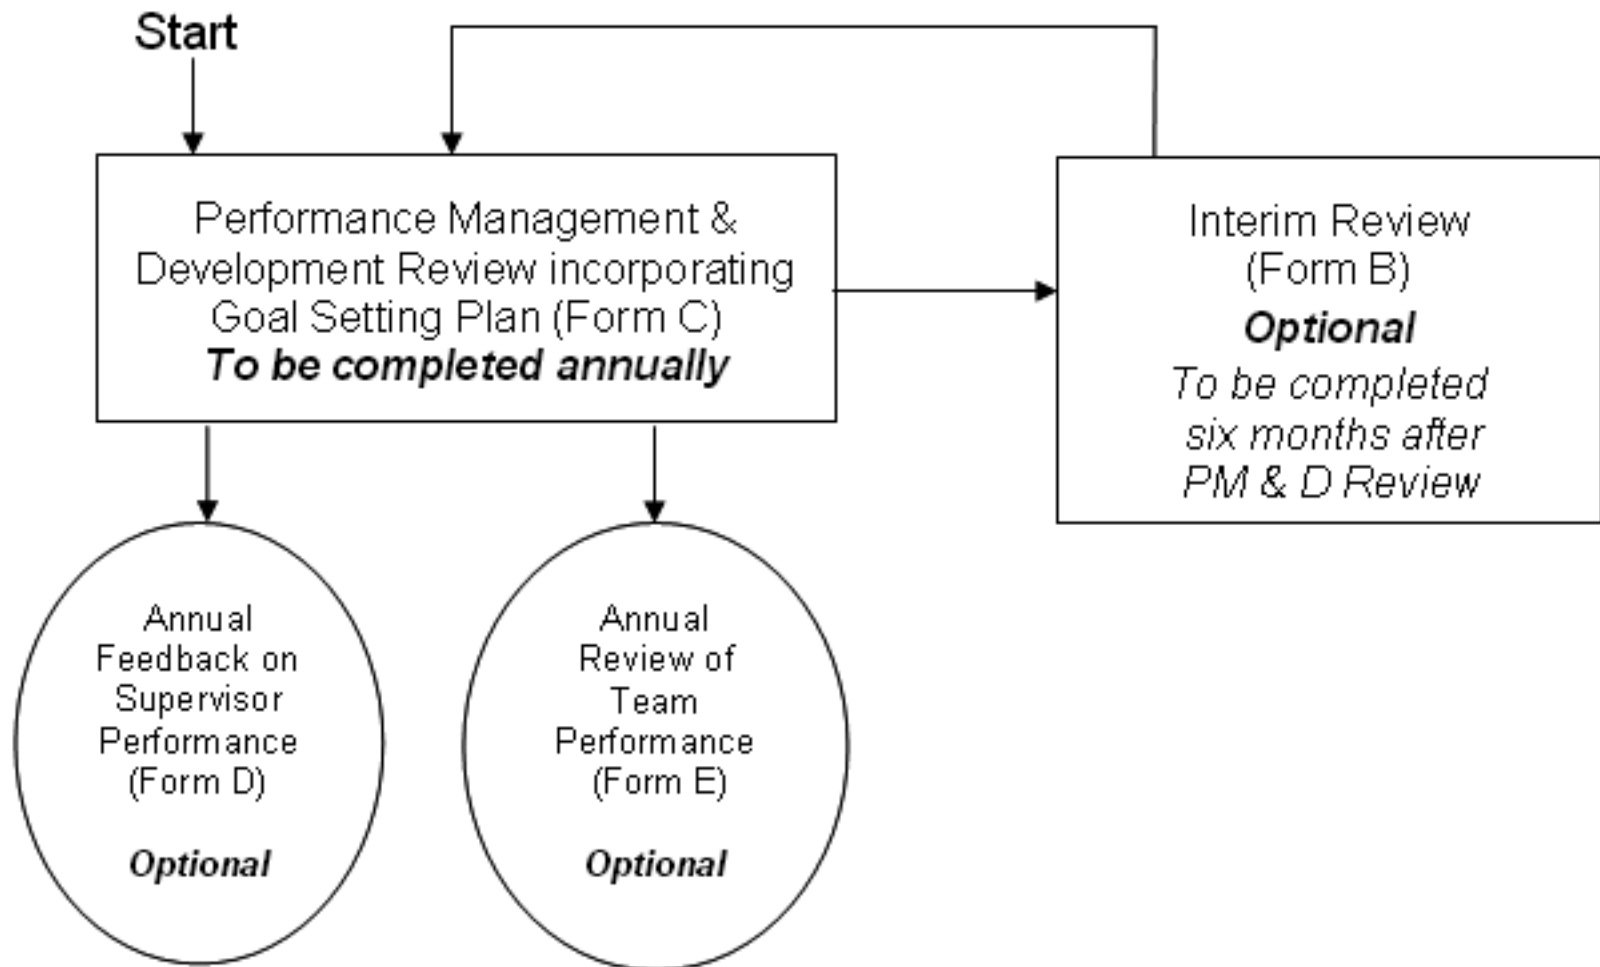 Start
Performance Management &
Development Review incorporating
Goal Setting Plan (Form C)
To be completed annually
Interim Review
(Form B)
Optional
To be completed
six months after
PM & D Review
Annual
Feedback on
Supervisor
Performance
(Form D)
Optional
Annual
Review of
Team
Performance
(Form E)
Optional